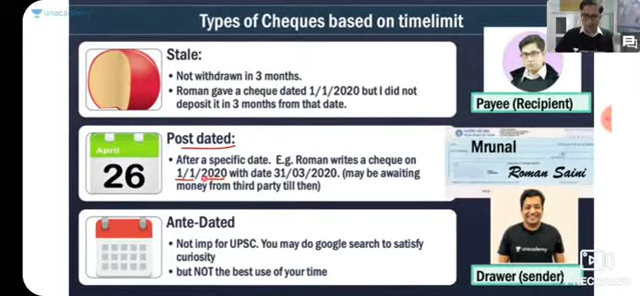 unacademy
Types of Cheques based on timelimit
Stale:
• Not withdrawn in 3 months.
• Roman gave a cheque dated 1/1/2020 but I did not
deposit it in 3 months from that date.
Payee (Recipient)
April
26
Post dated:
• After a specific date. E.g. Roman writes a cheque on
1/1/2020 with date 31/03/2020. (may be awaiting
money from third party till then)
Mrunal
Roman Saini
Ante-Dated
• Not imp for UPSC. You may do google search to satisfy
curiosity
• but NOT the best use of your time
unacademy
Drawer (sender)